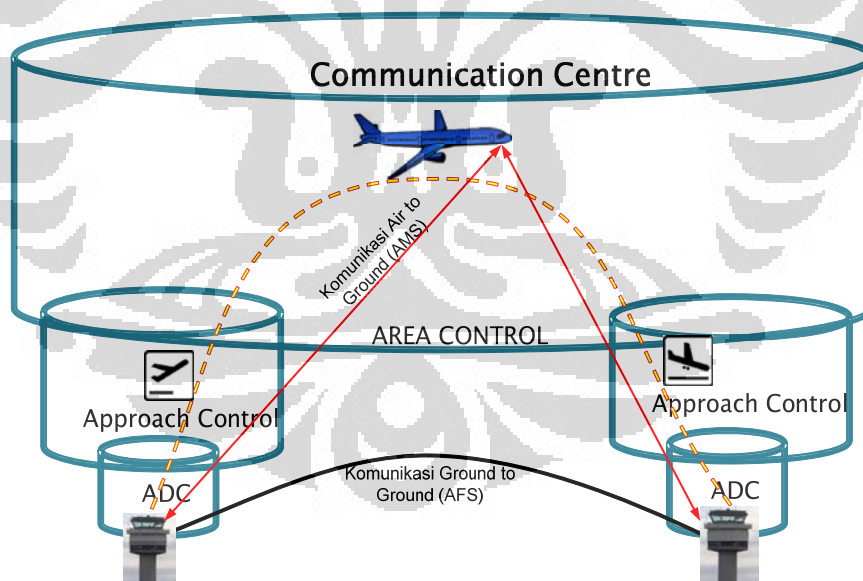 Communication Centre
Komunikasi Air to
Ground (AMS)
AREA CONTROL
Approach Control
Approach Control
Komunikasi Ground to
Ground (AFS)
ADC
ADC